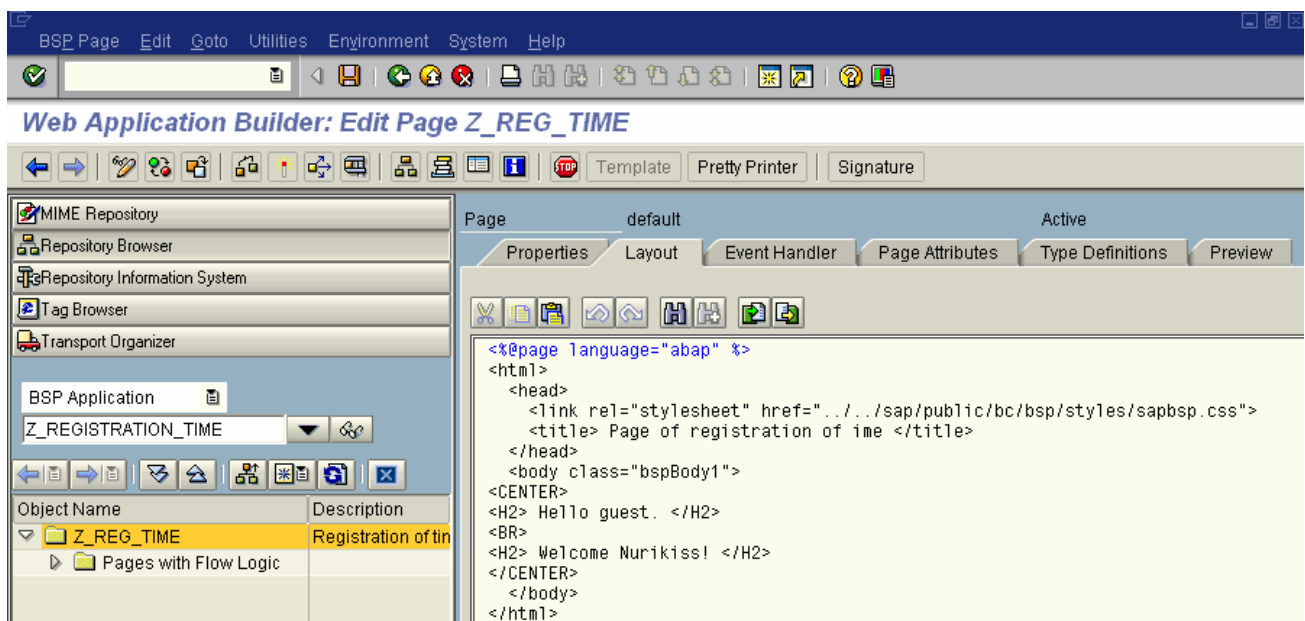 BSP Page Edit Goto Utilities Environment System Help
Web Application Builder: Edit Page Z_REG_TIME
Template Pretty Printer Signature
MIME Repository
Repository Browser
Repository Information System
Tag Browser
Transport Organizer
BSP Application
Z_REGISTRATION_TIME
Object Name Description
Z_REG_TIME Registration of tin
Pages with Flow Logic
Page default Active
Properties Layout Event Handler Page Attributes Type Definitions Preview
<%@page language="abap" %>
<html>
<head>
<link rel="stylesheet" href="../../sap/public/bc/bsp/styles/sapbsp.css">
<title> Page of registration of ime </title>
</head>
<body class="bspBody1">
<CENTER>
<H2> Hello guest. </H2>
<BR>
<H2> Welcome Nurikiss! </H2>
</CENTER>
</body>
</html>